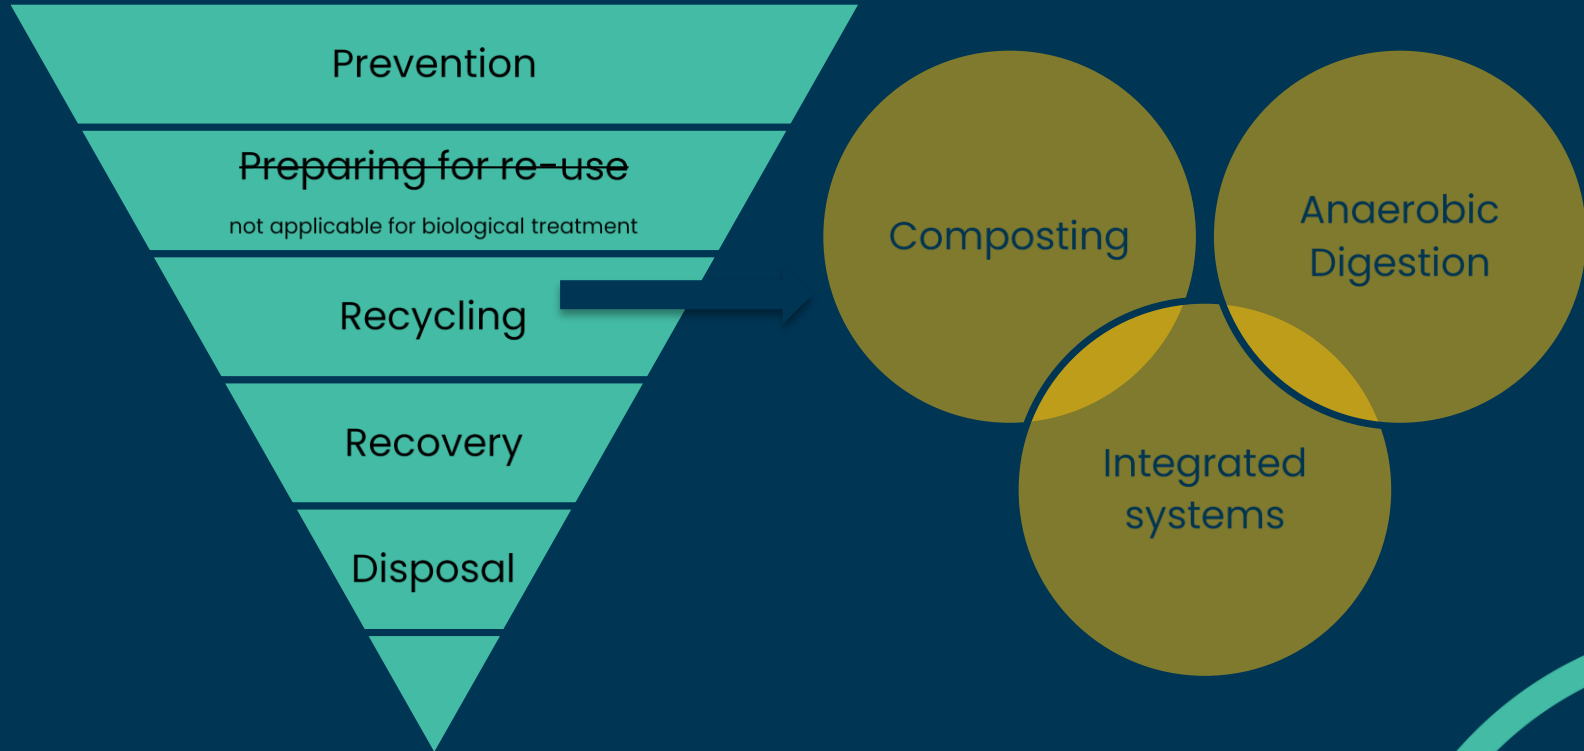 Prevention
Preparing for re-use
not applicable for biological treatment
Recycling
Recovery
Disposal
Composting
Anaerobic
Digestion
Integrated
systems